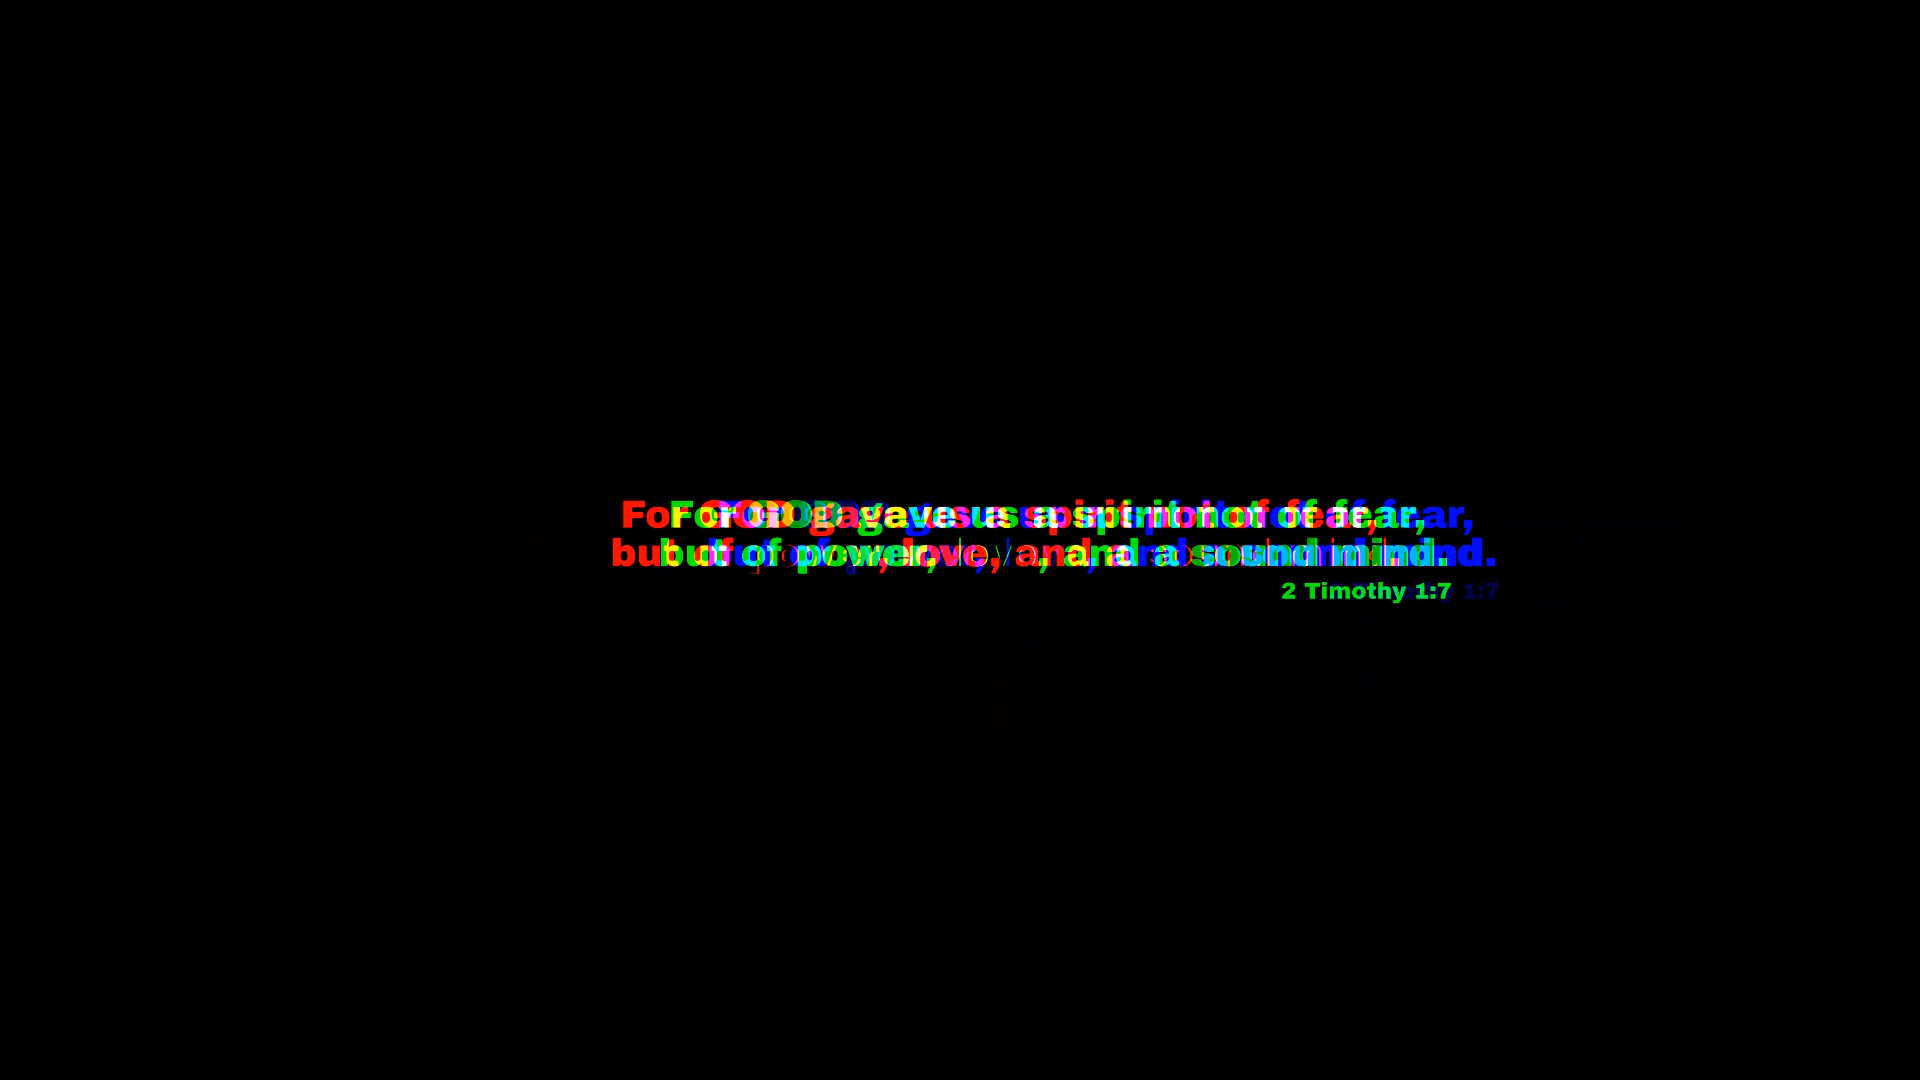 For GOD gave us a spirit not of fear,
but of power, love, and a sound mind.
2 Timothy 1:7